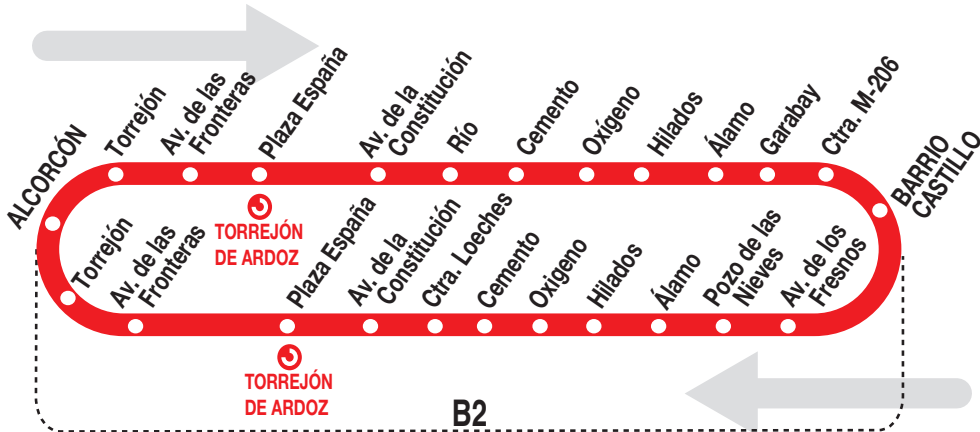 ALCORCÓN
Torrejón
Av. de las
Fronteras
Plaza España
Av. de la
Constitución
Río
Cemento
Oxígeno
Hilados
Álamo
Garabay
Ctra. M-206
BARRIO
CASTILLO
TORREJÓN
DE ARDOZ
Torrejón
Av. de las
Fronteras
Plaza España
Av. de la
Constitución
Ctra. Loeches
Cemento
Oxigeno
Hilados
Álamo
Pozo de las
Nieves
Av. de los
Fresnos
TORREJÓN
DE ARDOZ
B2